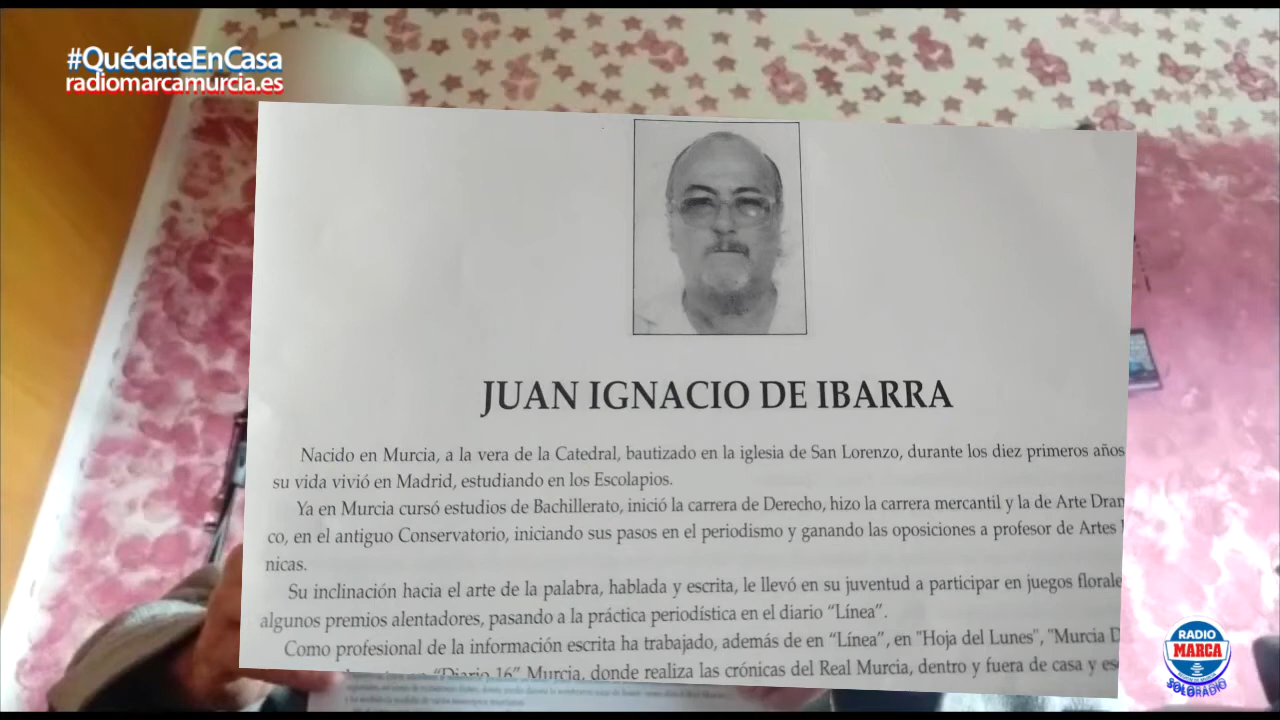 #QuédateEnCasa
radiomarcamurcia.es
JUAN IGNACIO DE IBARRA
Nacido en Murcia, a la vera de la Catedral, bautizado en la iglesia de San Lorenzo, durante los diez primeros años
su vida vivió en Madrid, estudiando en los Escolapios.
Ya en Murcia cursó estudios de Bachillerato, inició la carrera de Derecho, hizo la carrera mercantil y la de Arte Dram
co, en el antiguo Conservatorio, iniciando sus pasos en el periodismo y ganando las oposiciones a profesor de Artes
nicas.
Su inclinación hacia el arte de la palabra, hablada y escrita, le llevó en su juventud a participar en juegos florale
algunos premios alentadores, pasando a la práctica periodística en el diario “Línea”.
Como profesional de la información escrita ha trabajado, además de en “Línea”, en "Hoja del Lunes", "Murcia D
en “Diario 16” Murcia, donde realiza las crónicas del Real Murcia, dentro y fuera de casa y es
RADIO
MARCA
SOLO RADIO